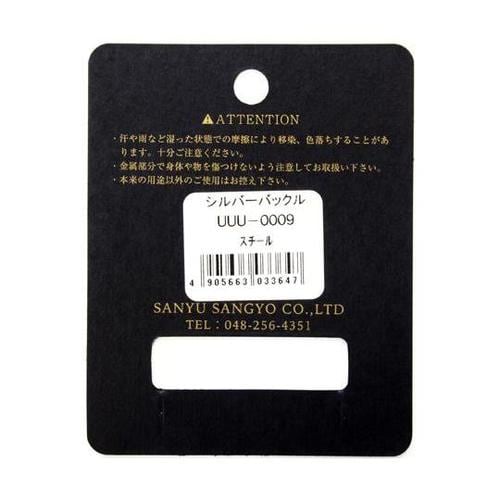 ⚠ATTENTION
・汗や雨など湿った状態での摩擦により移染、色落ちすることがあ
ります。十分ご注意ください。
・金属部分で身体や物を傷つけないよう注意してお取扱い下さい。
・本来の用途以外のご使用はお控え下さい。
シルバーバックル
UUU-0009
スチール
4 905663 033647
SANYU SANGYO CO.,LTD
TEL : 048-256-4351